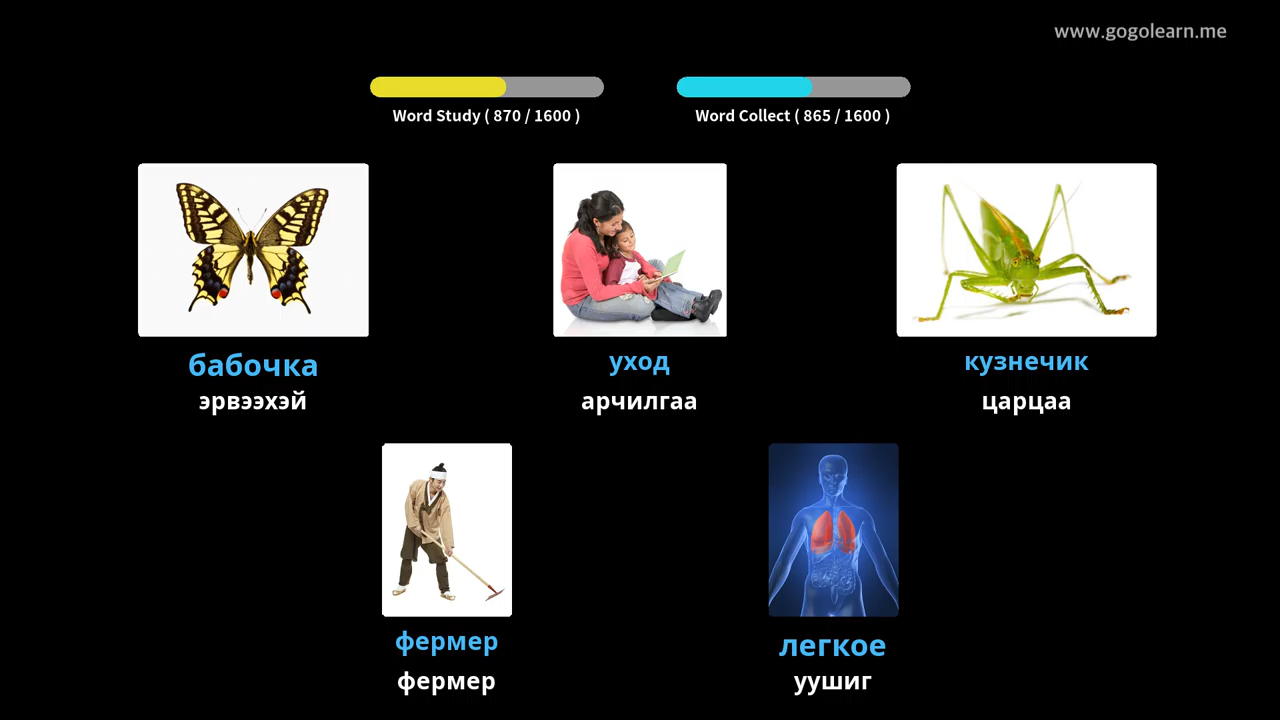 www.gogolearn.me
Word Study ( 870 / 1600 )
Word Collect ( 865 / 1600 )
бабочка
эрвээхэй
уход
арчилгаа
кузнечик
царцаа
фермер
фермер
легкое
уушиг